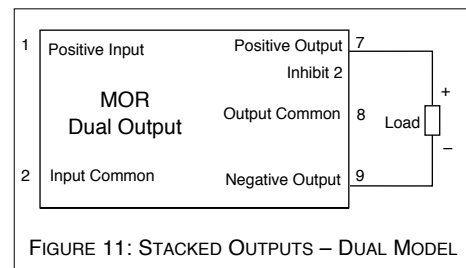 1 Positive Input Positive Output 7
Inhibit 2
MOR
Dual Output
Output Common 8 Load + –
2 Input Common Negative Output 9
FIGURE 11: STACKED OUTPUTS – DUAL MODEL